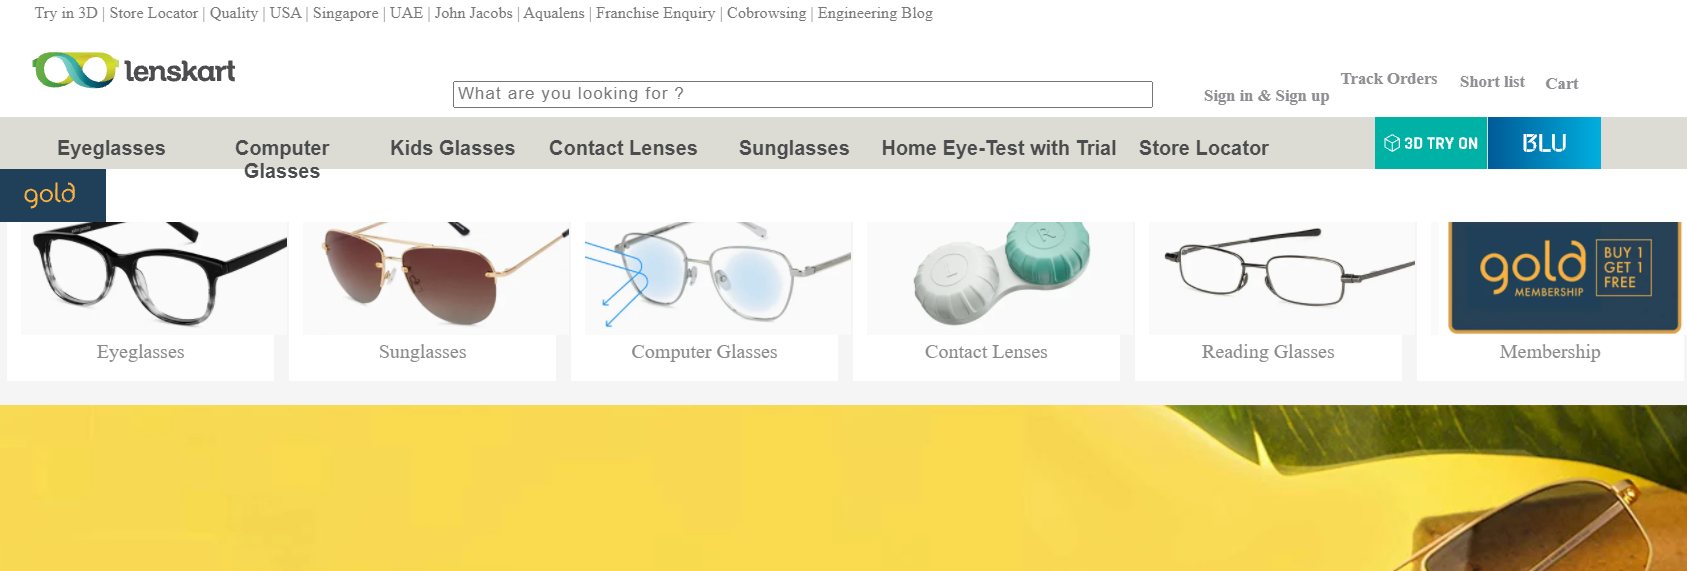 Try in 3D | Store Locator | Quality | USA | Singapore | UAE | John Jacobs | Aqualens | Franchise Enquiry | Cobrowsing | Engineering Blog
lenskart
What are you looking for ?
Sign in & Sign up
Track Orders
Short list
Cart
Eyeglasses
Computer
Glasses
Kids Glasses
Contact Lenses
Sunglasses
Home Eye-Test with Trial
Store Locator
3D TRY ON
BLU
gold
L
R
gold
MEMBERSHIP
BUY 1
GET 1
FREE
Eyeglasses
Sunglasses
Computer Glasses
Contact Lenses
Reading Glasses
Membership